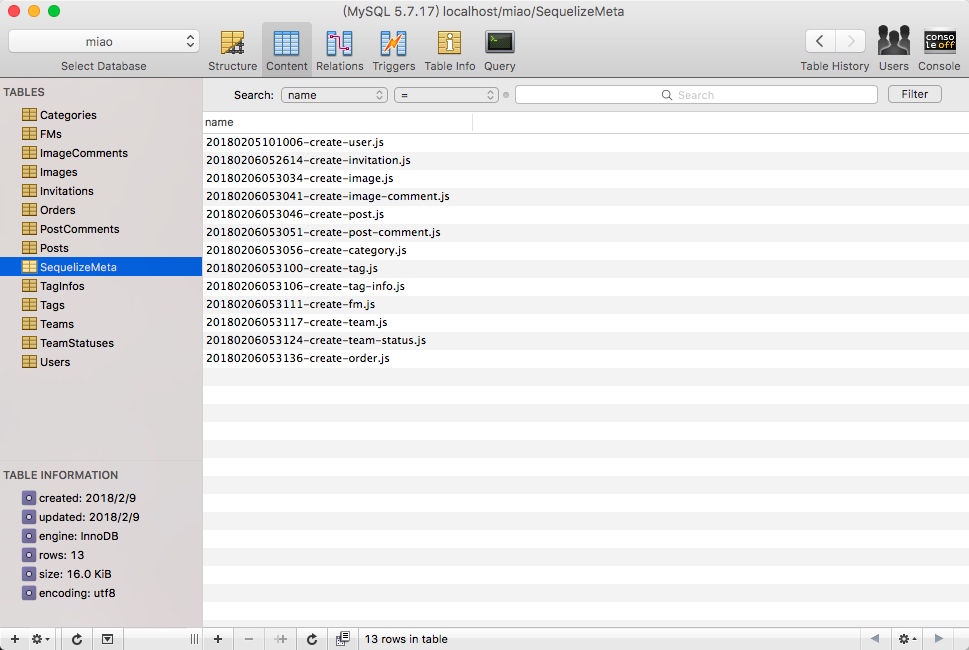 (MySQL 5.7.17) localhost/miao/SequelizeMeta
miao
Select Database
Structure
Content
Relations
Triggers
Table Info
Query
Table History
Users
conso
le off
Console
TABLES
Categories
FMs
ImageComments
Images
Invitations
Orders
PostComments
Posts
SequelizeMeta
TagInfos
Tags
Teams
TeamStatuses
Users
TABLE INFORMATION
created: 2018/2/9
updated: 2018/2/9
engine: InnoDB
rows: 13
size: 16.0 KiB
encoding: utf8
Search:
name
=
Search
Filter
name
20180205101006-create-user.js
20180206052614-create-invitation.js
20180206053034-create-image.js
20180206053041-create-image-comment.js
20180206053046-create-post.js
20180206053051-create-post-comment.js
20180206053056-create-category.js
20180206053100-create-tag.js
20180206053106-create-tag-info.js
20180206053111-create-fm.js
20180206053117-create-team.js
20180206053124-create-team-status.js
20180206053136-create-order.js
13 rows in table